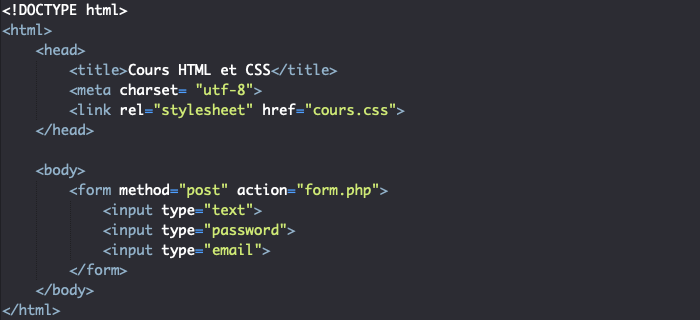 <!DOCTYPE html>
<html>
<head>
<title>Cours HTML et CSS</title>
<meta charset= "utf-8">
<link rel="stylesheet" href="cours.css">
</head>
<body>
<form method="post" action="form.php">
<input type="text">
<input type="password">
<input type="email">
</form>
</body>
</html>